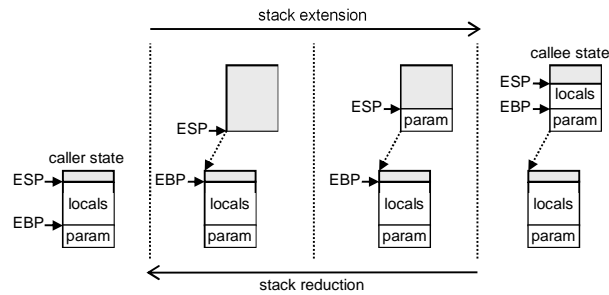 stack extension
callee state
ESP
locals
ESP
EBP
param
param
ESP
caller state
ESP
EBP
EBP
locals
locals
locals
locals
EBP
param
param
param
param
stack reduction